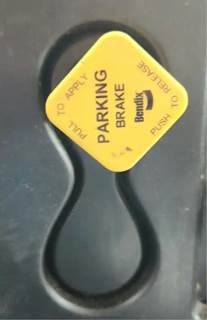 PULL TO APPLY
PARKING
BRAKE
Bendix
PUSH TO RELEASE